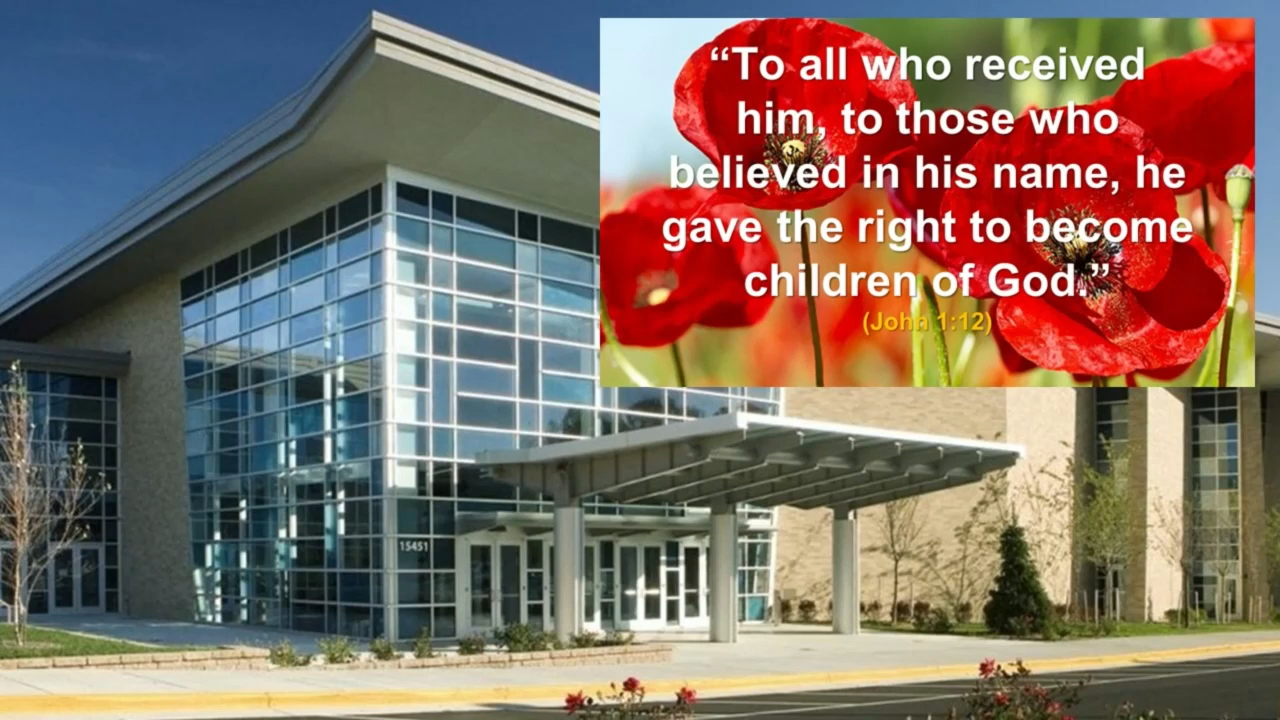 “To all who received
him, to those who
believed in his name, he
gave the right to become
children of God.”
(John 1:12)
15451